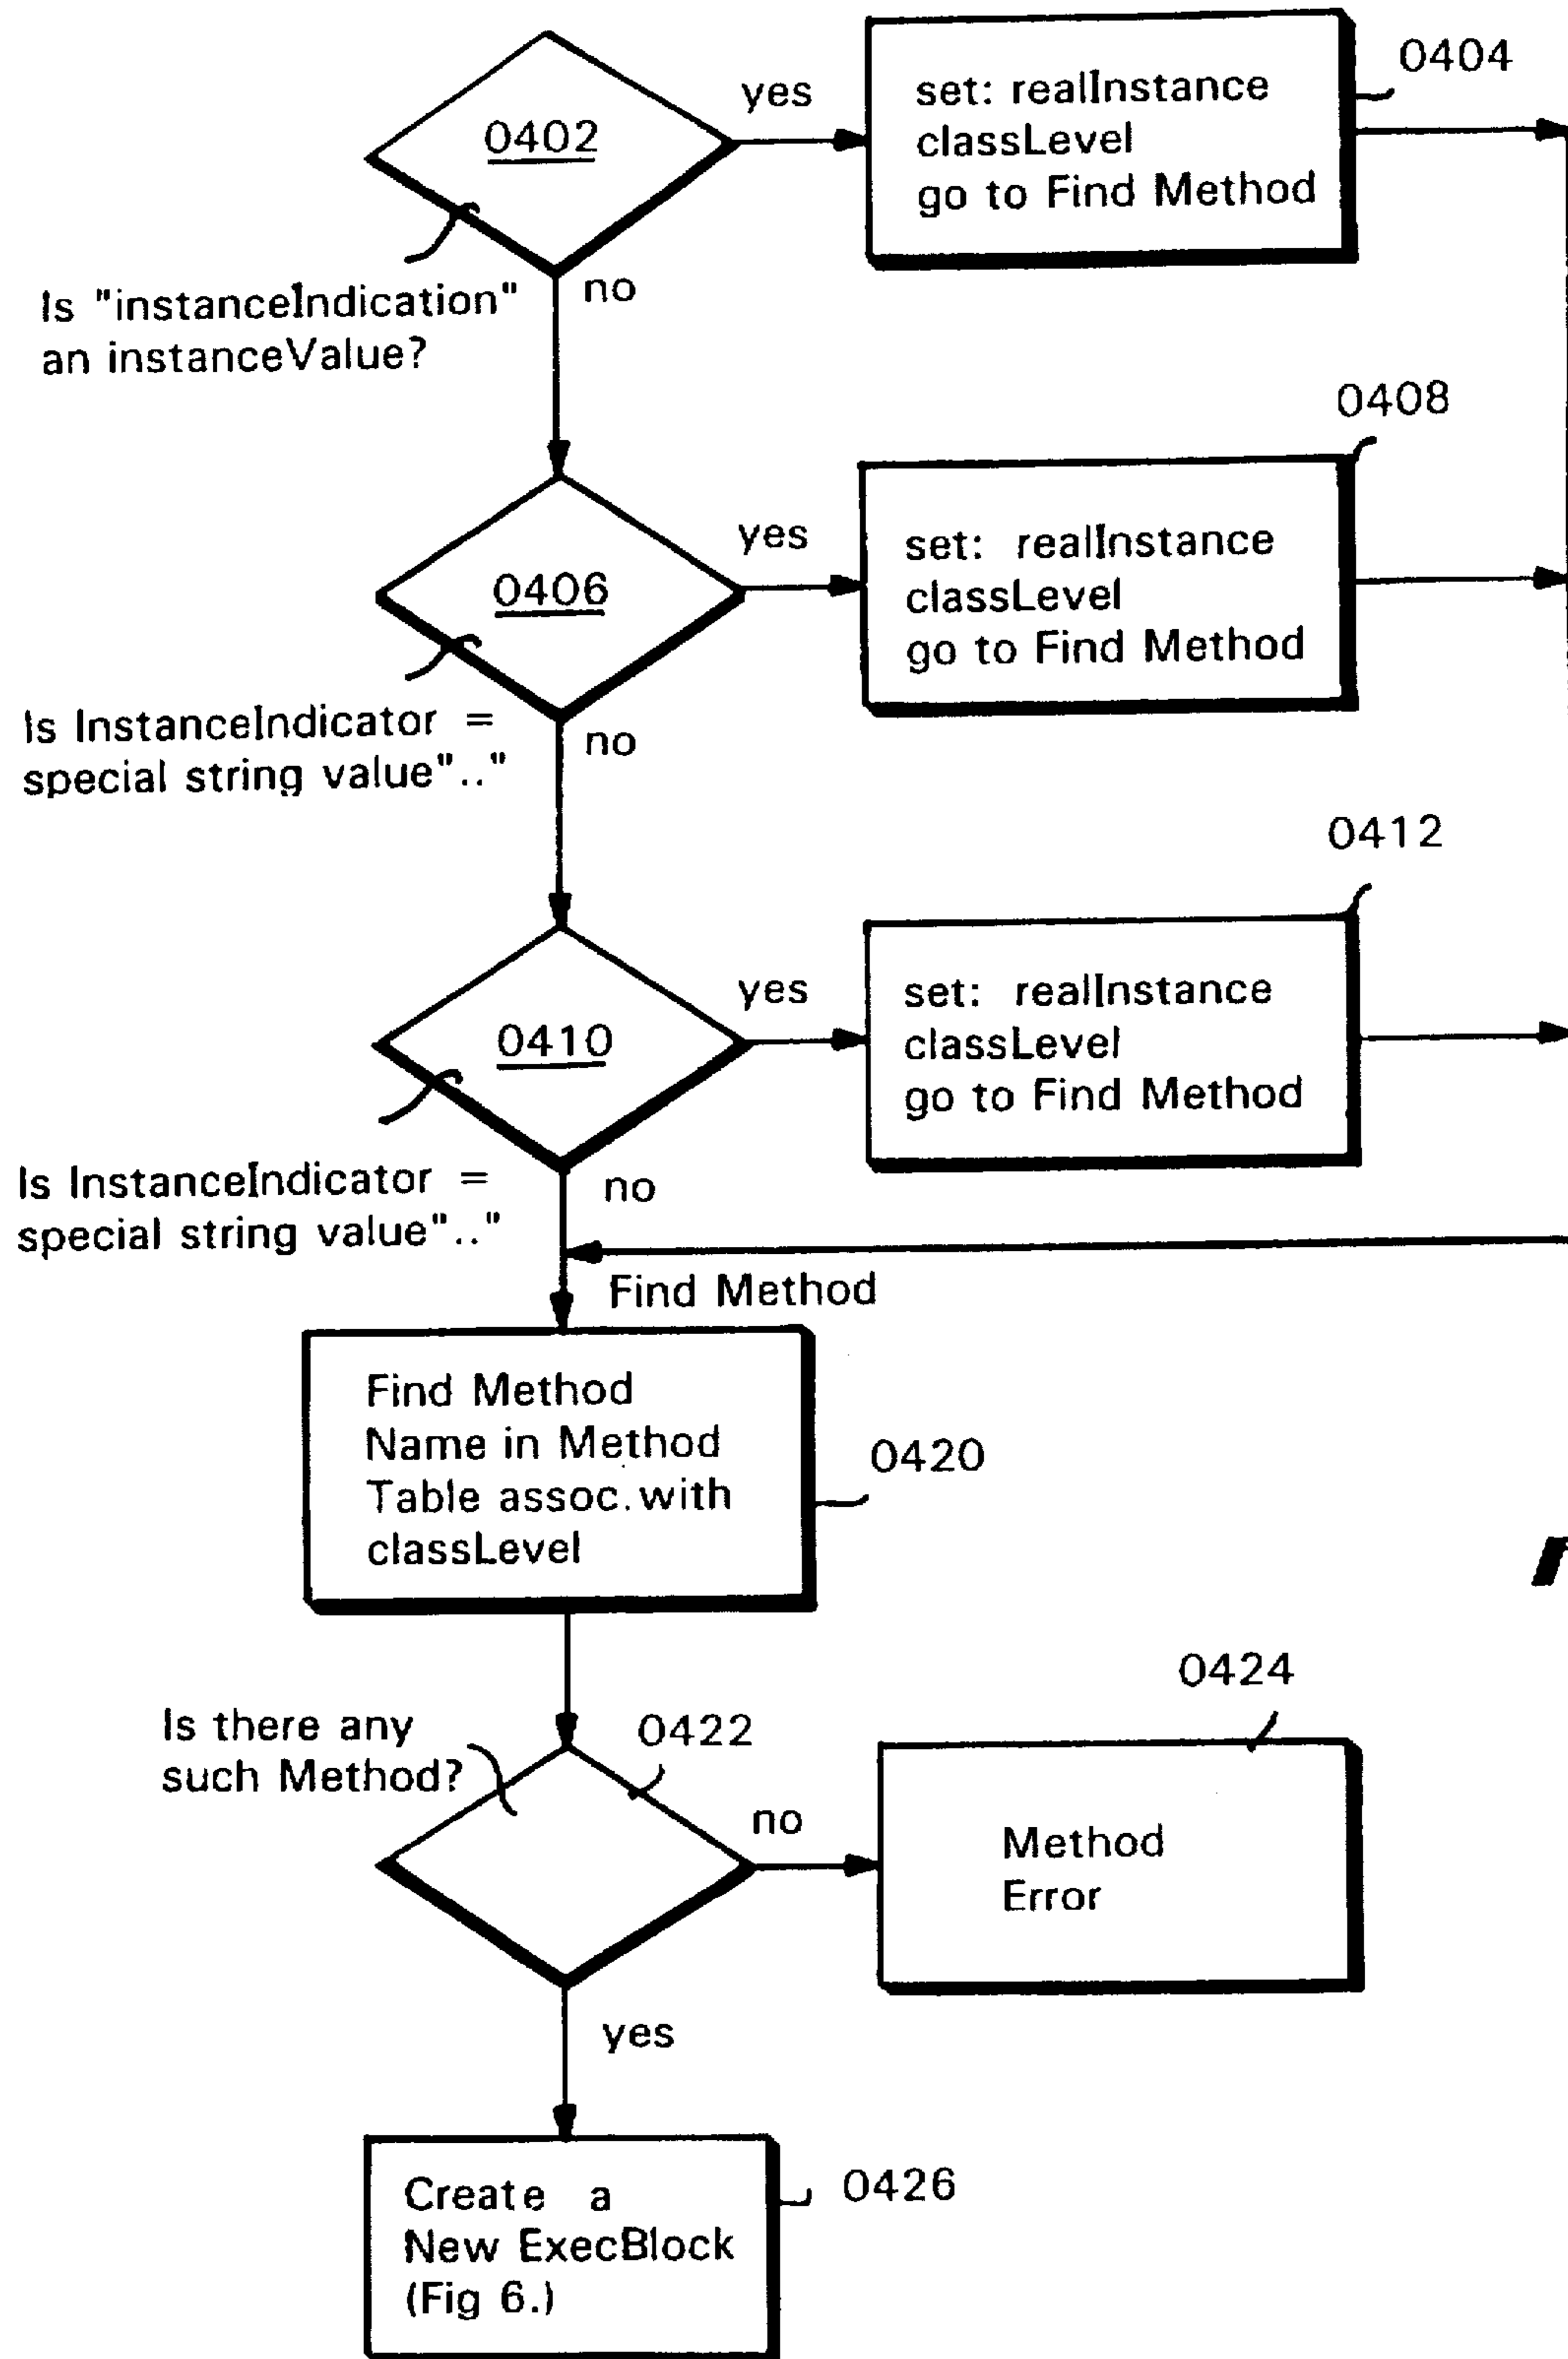 0402
yes
set: realInstance
classLevel
go to Find Method
0404
Is "instanceIndication"
an instanceValue?
no
0408
0406
yes
set: realInstance
classLevel
go to Find Method
Is InstanceIndicator =
special string value".."
no
0412
0410
yes
set: realInstance
classLevel
go to Find Method
Is InstanceIndicator =
special string value".."
no
Find Method
Find Method
Name in Method
Table assoc. with
classLevel
0420
0424
Is there any
such Method?
0422
no
Method
Error
yes
Create a
New ExecBlock
(Fig 6.)
0426